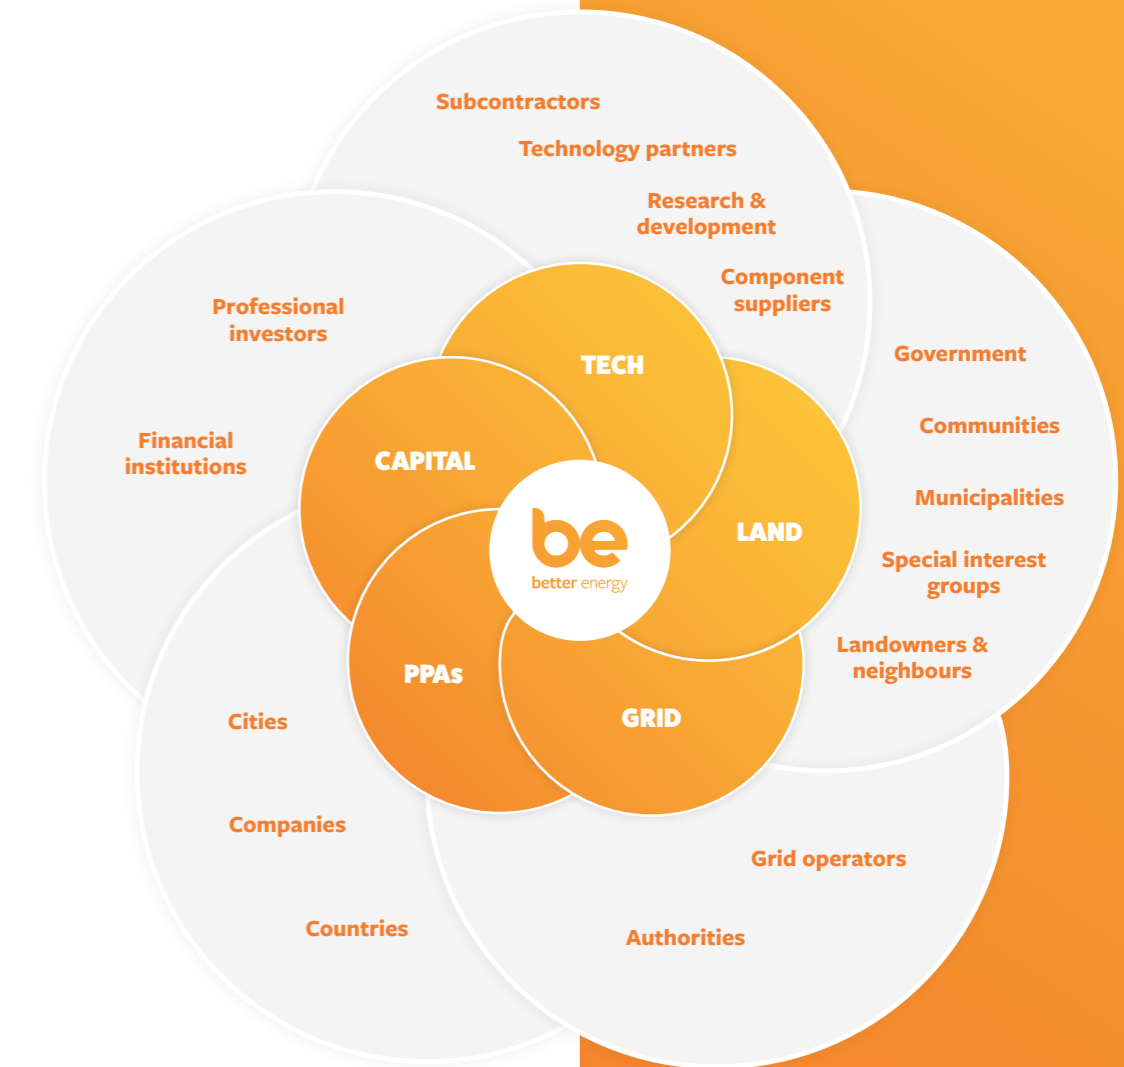 Subcontractors
Technology partners
Research &
development
Component
suppliers
Professional
investors
Financial
institutions
Government
Communities
Municipalities
Special interest
groups
Landowners &
neighbours
TECH
CAPITAL
LAND
be
better energy
PPAs
GRID
Cities
Companies
Countries
Grid operators
Authorities